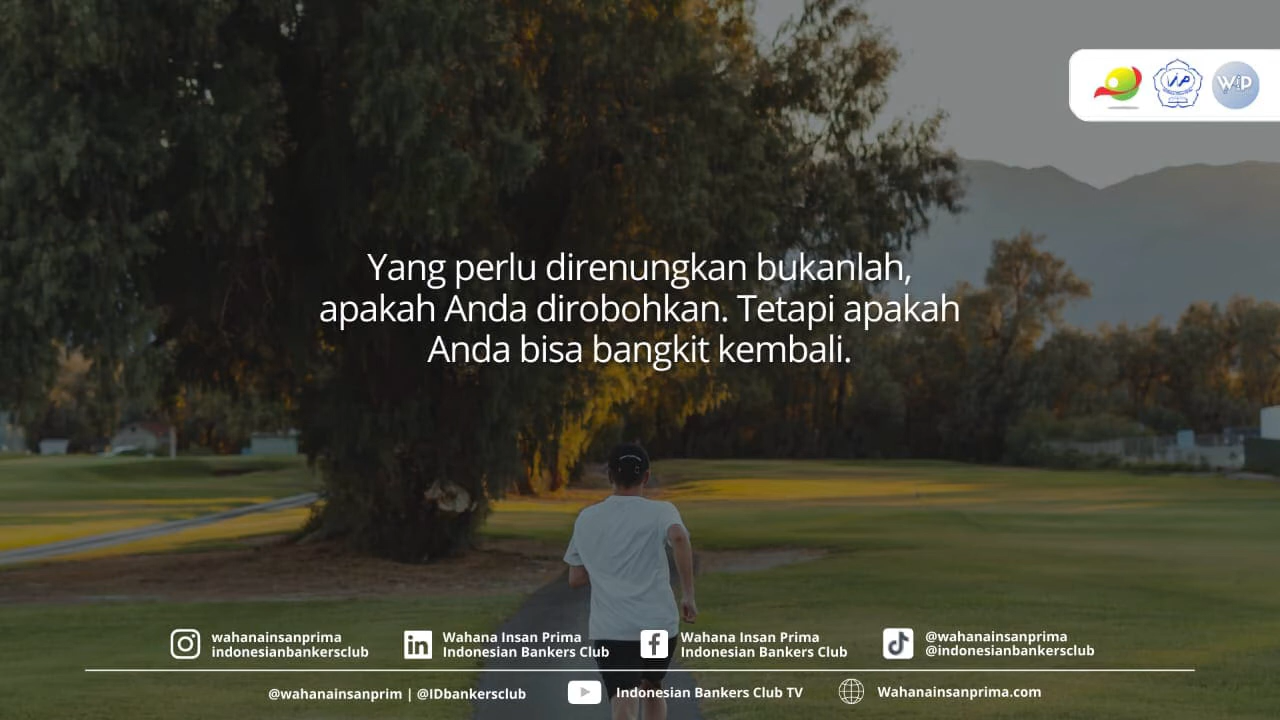 WiP
Yang perlu direnungkan bukanlah,
apakah Anda dirobohkan. Tetapi apakah
Anda bisa bangkit kembali.
wahanainsanprima
indonesianbankersclub
Wahana Insan Prima
Indonesian Bankers Club
Wahana Insan Prima
Indonesian Bankers Club
@wahanainsanprima
@indonesianbankersclub
@wahanainsanprim | @IDbankersclub
Indonesian Bankers Club TV
Wahanainsanprima.com